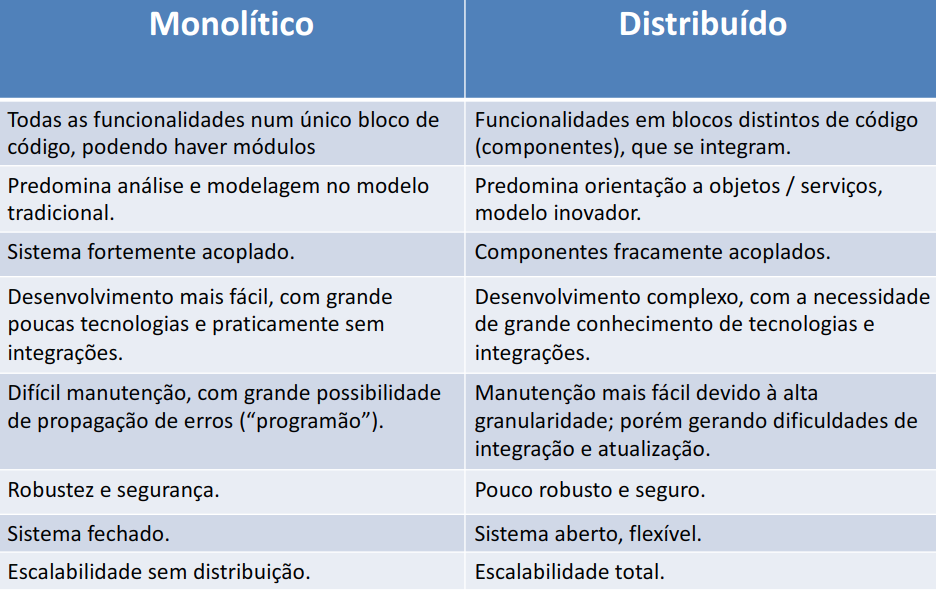 Monolítico
Distribuído
Todas as funcionalidades num único bloco de
código, podendo haver módulos
Funcionalidades em blocos distintos de código
(componentes), que se integram.
Predomina análise e modelagem no modelo
tradicional.
Predomina orientação a objetos / serviços,
modelo inovador.
Sistema fortemente acoplado.
Componentes fracamente acoplados.
Desenvolvimento mais fácil, com grande
poucas tecnologias e praticamente sem
integrações.
Desenvolvimento complexo, com a necessidade
de grande conhecimento de tecnologias e
integrações.
Difícil manutenção, com grande possibilidade
de propagação de erros (“programão”).
Manutenção mais fácil devido à alta
granularidade; porém gerando dificuldades de
integração e atualização.
Robustez e segurança.
Pouco robusto e seguro.
Sistema fechado.
Sistema aberto, flexível.
Escalabilidade sem distribuição.
Escalabilidade total.